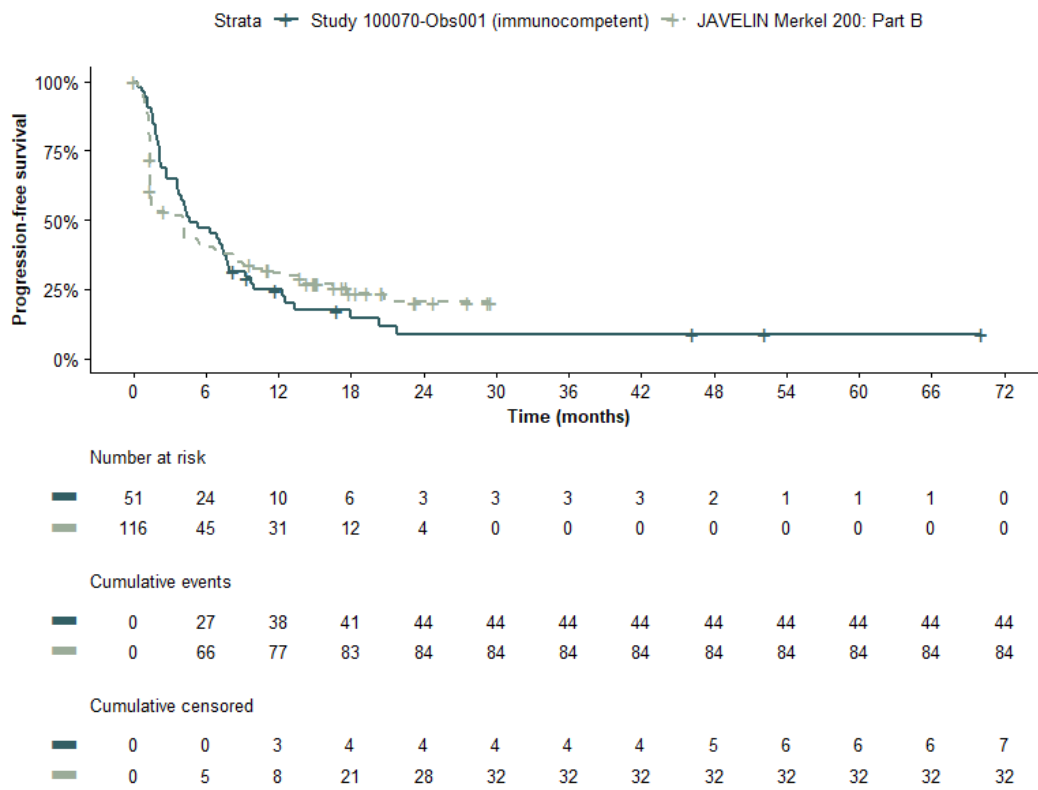 Strata Study 100070-Obs001 (immunocompetent) JAVELIN Merkel 200: Part B
Progression-free survival
100%
75%
50%
25%
0%
0 6 12 18 24 30 36 42 48 54 60 66 72
Time (months)
Number at risk
51 24 10 6 3 3 3 3 2 1 1 1 0
116 45 31 12 4 0 0 0 0 0 0 0 0
Cumulative events
0 27 38 41 44 44 44 44 44 44 44 44 44
0 66 77 83 84 84 84 84 84 84 84 84 84
Cumulative censored
0 0 3 4 4 4 4 4 5 6 6 6 7
0 5 8 21 28 32 32 32 32 32 32 32 32